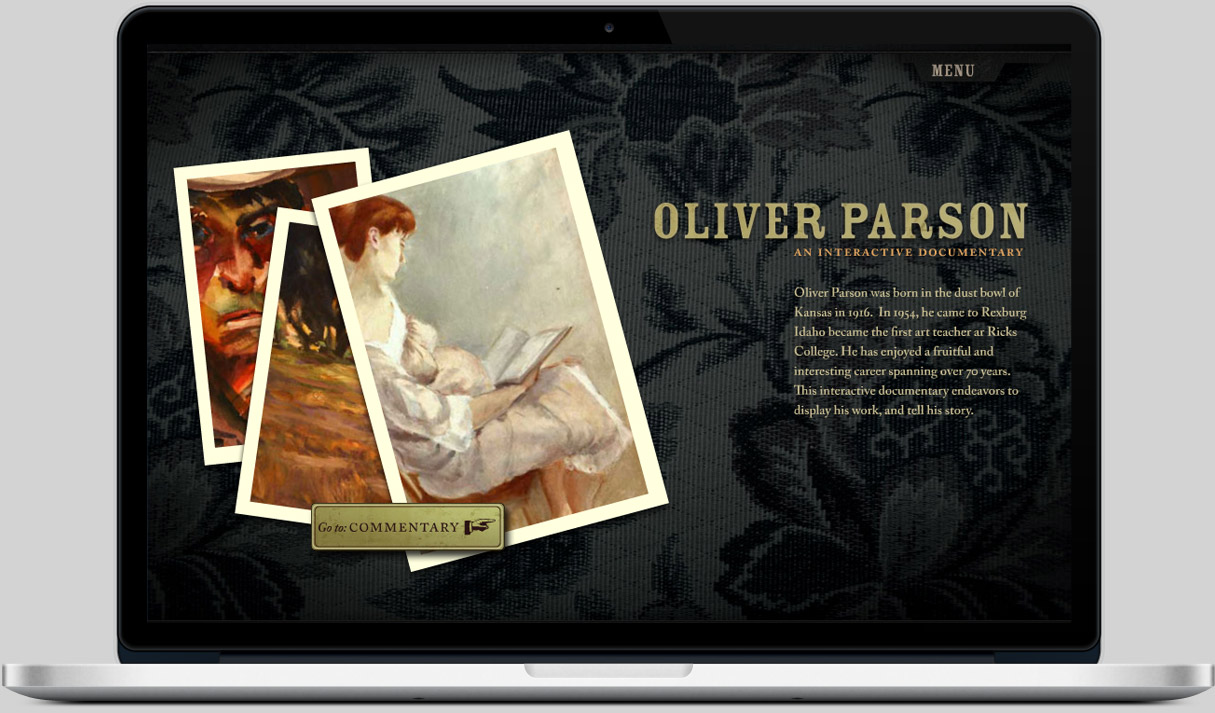 MENU
OLIVER PARSON
AN INTERACTIVE DOCUMENTARY
Oliver Parson was born in the dust bowl of
Kansas in 1916. In 1954, he came to Rexburg
Idaho became the first art teacher ar Ricks
College. He has enjoyed a fruitful and
interesting career spanning over 70 years.
This interactive documentary endeavors to
display his work, and tell his story.
Go to: COMMENTARY